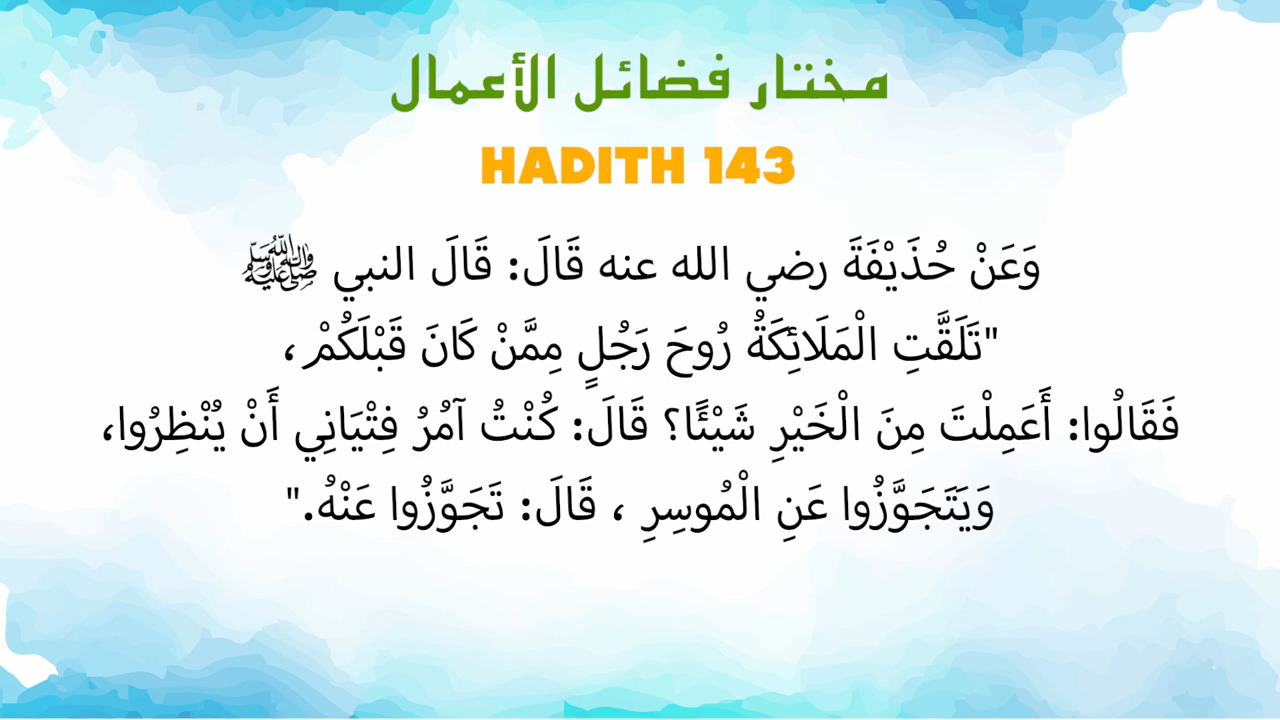 مختار فضائل الأعمال
HADITH 143
وَعَنْ حُذَيْفَةَ رضي الله عنه قَالَ: قَالَ النبي ﷺ
"تَلَقَّتِ الْمَلَائِكَةُ رُوحَ رَجُلٍ مِمَّنْ كَانَ قَبْلَكُمْ،
فَقَالُوا: أَعَمِلْتَ مِنَ الْخَيْرِ شَيْئًا؟ قَالَ: كُنْتُ آمُرُ فِتْيَانِي أَنْ يُنْظِرُوا،
وَيَتَجَوَّزُوا عَنِ الْمُوسِرِ ، قَالَ: تَجَوَّزُوا عَنْهُ."